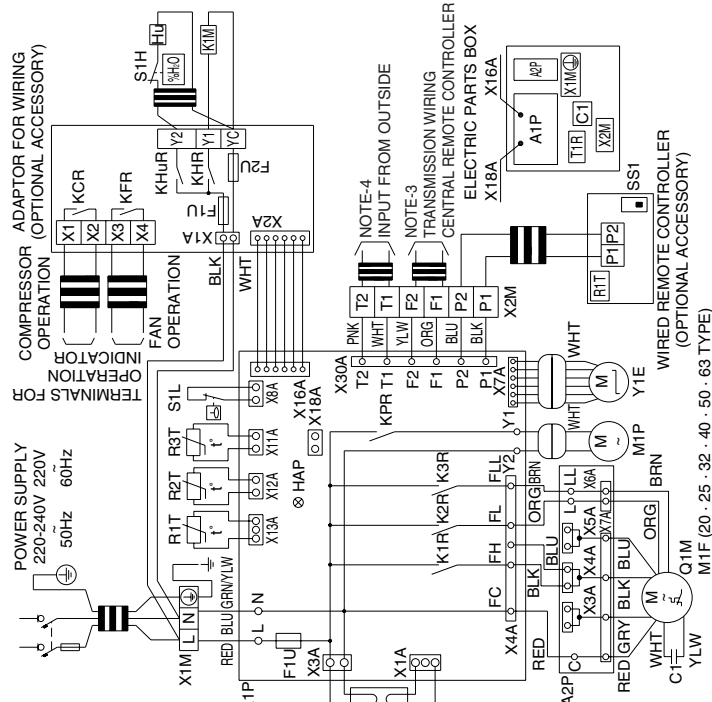 TERMINALS FOR
OPERATION
INDICATOR
COMPRESSOR
OPERATION
FAN
OPERATION
ADAPTOR FOR WIRING
(OPTIONAL ACCESSORY)
KCR
KFR
X1
X2
X3
X4
S1H
Hu
%H₂O
K1M
KHuR
KHR
Y2
Y1
YC
F1U
F2U
X1A
X2A
BLK
WHT
POWER SUPPLY
220-240V 220V
~ ~
50Hz 60Hz
X1M
L
N
RED
BLU
GRN/YLW
L
N
F1U
X3A
X1A
1P
R1T
t°
X13A
R2T
t°
X12A
R3T
t°
X11A
S1L
X8A
HAP
X16A
X18A
X30A
T2
T1
F2
F1
P2
P1
PNK
WHT
YLW
ORG
BLU
BLK
T2
T1
F2
F1
P2
P1
X2M
NOTE-4
INPUT FROM OUTSIDE
NOTE-3
TRANSMISSION WIRING
CENTRAL REMOTE CONTROLLER
ELECTRIC PARTS BOX
X18A
X16A
A1P
A2P
X1M
T1R
C1
X2M
WIRED REMOTE CONTROLLER
(OPTIONAL ACCESSORY)
R1T
P1
P2
SS1
KPR
Y1
Y2
X7A
WHT
WHT
M
Y1E
M
~
M1P
K1R
K2R
K3R
X4A
FC
FH
FL
FLL
RED
BLK
ORG
BRN
A2P
C
L
LL
X3A
X4A
X5A
X7A
X6A
BLU
RED
GRY
BLK
BLU
ORG
BRN
WHT
YLW
C1
M
~
Q1M
M1F (20 · 25 · 32 · 40 · 50 · 63 TYPE)